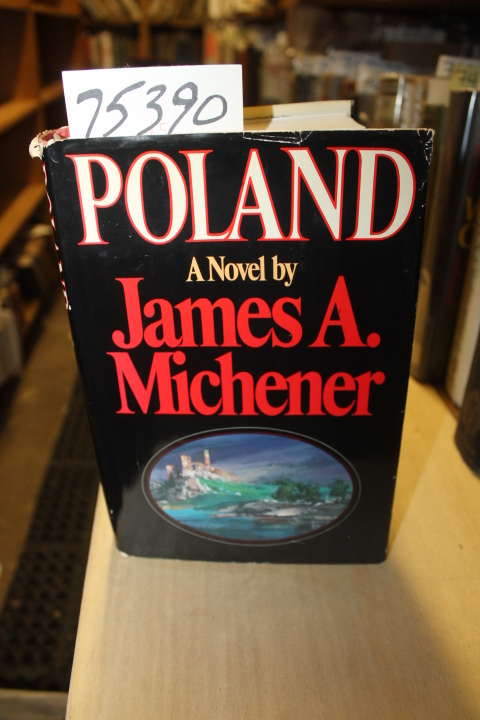 75390
POLAND
A Novel by
James A.
Michener